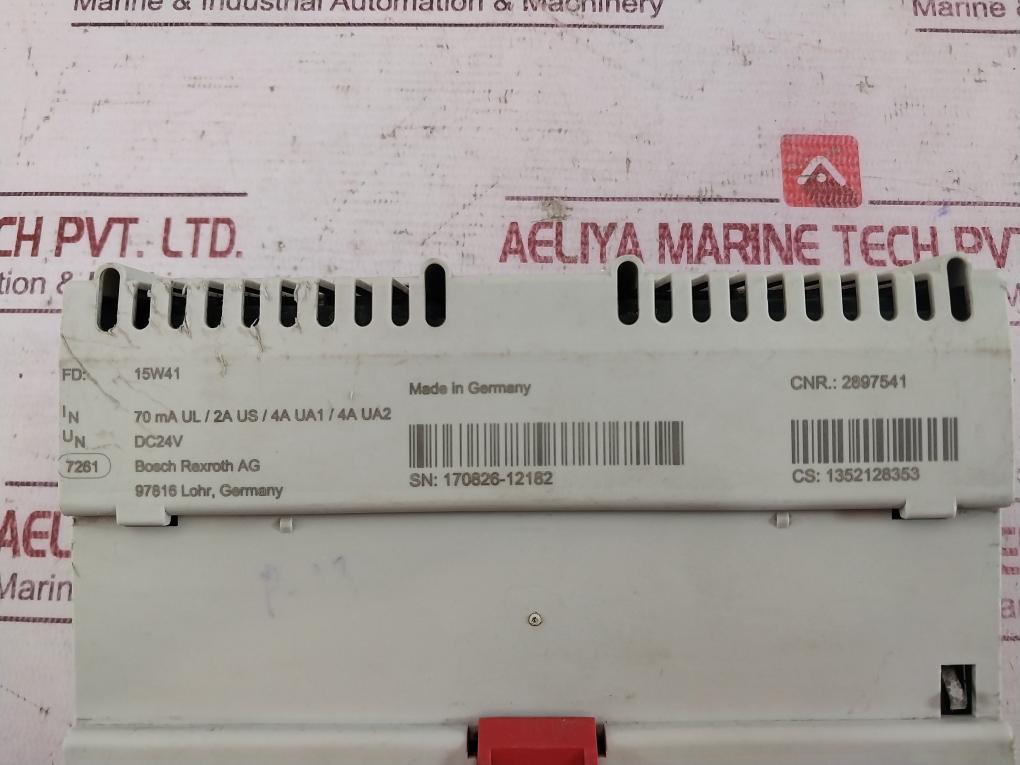 Marine & Industrial Automation & Machinery
Marine &
CH PVT. LTD.
tion &
AELIYA MARINE TECH PVT
FD: 15W41
IN 70 mA UL / 2A US / 4A UA1 / 4A UA2
UN DC24V
7261 Bosch Rexroth AG
97816 Lohr, Germany
Made in Germany
SN: 170826-12182
CNR.: 2897541
CS: 1352128353
AEL
Marin